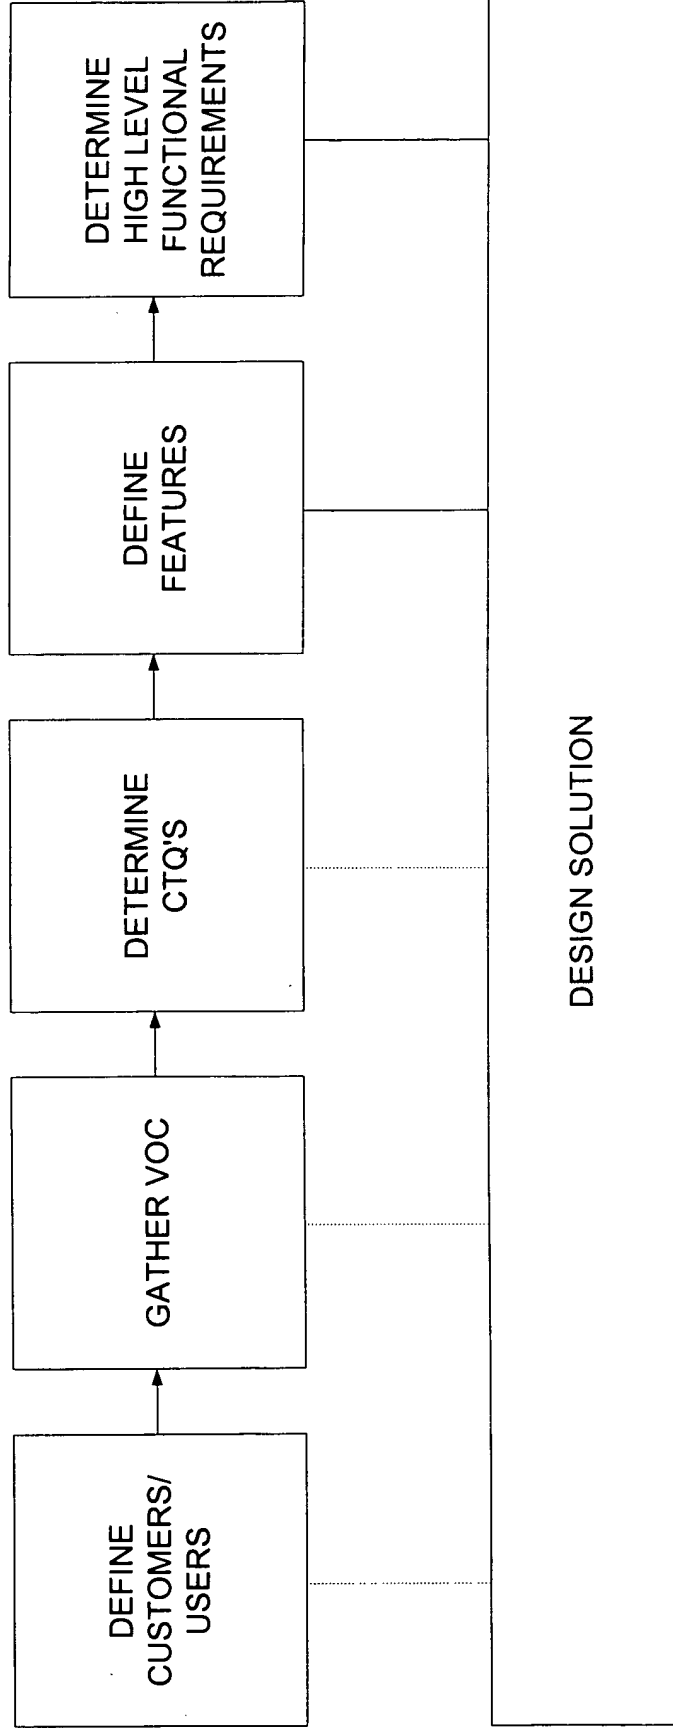 DEFINE
CUSTOMERS/
USERS
GATHER VOC
DETERMINE
CTQ'S
DEFINE
FEATURES
DETERMINE
HIGH LEVEL
FUNCTIONAL
REQUIREMENTS
DESIGN SOLUTION